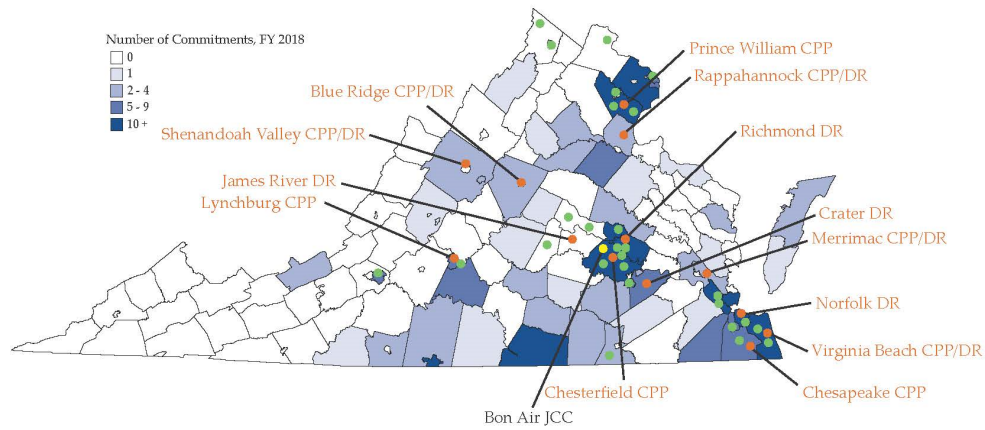 Number of Commitments, FY 2018
0
1
2 - 4
5 - 9
10 +
Prince William CPP
Rappahannock CPP/DR
Blue Ridge CPP/DR
Shenandoah Valley CPP/DR
Richmond DR
James River DR
Lynchburg CPP
Crater DR
Merrimac CPP/DR
Norfolk DR
Virginia Beach CPP/DR
Chesterfield CPP
Chesapeake CPP
Bon Air JCC